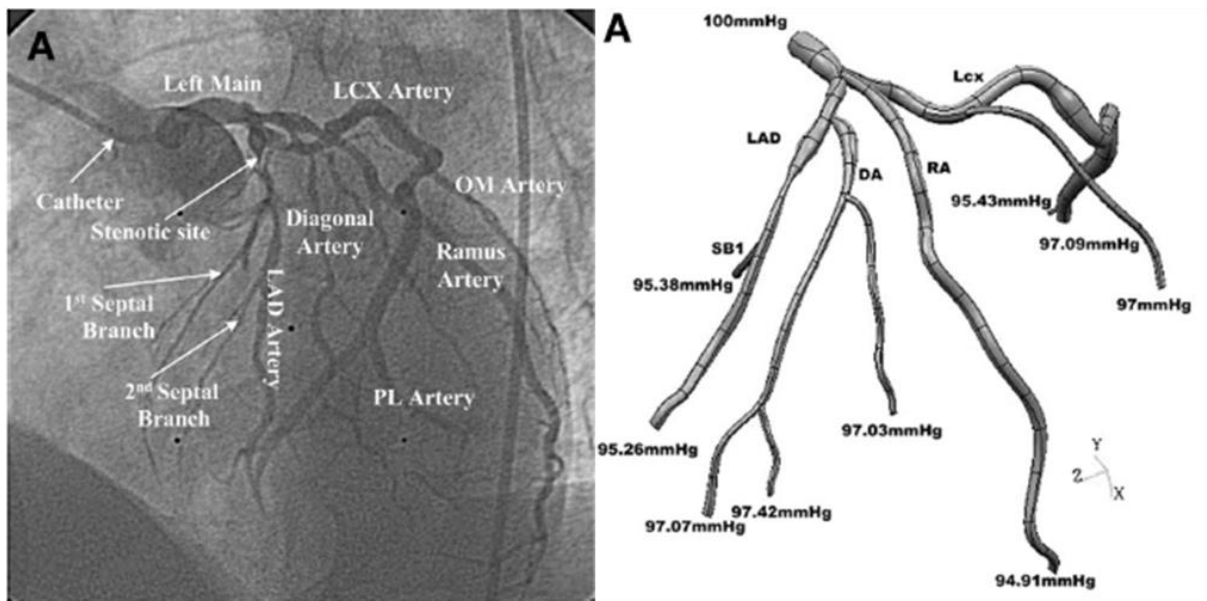 A
Left Main
LCX Artery
Catheter
Stenotic site
OM Artery
Diagonal
Artery
Ramus
Artery
1st Septal
Branch
LAD Artery
2nd Septal
Branch
PL Artery
A
100mmHg
Lcx
LAD
DA
RA
95.43mmHg
97.09mmHg
SB1
95.38mmHg
97mmHg
97.03mmHg
95.26mmHg
97.42mmHg
97.07mmHg
Y
Z
X
94.91mmHg